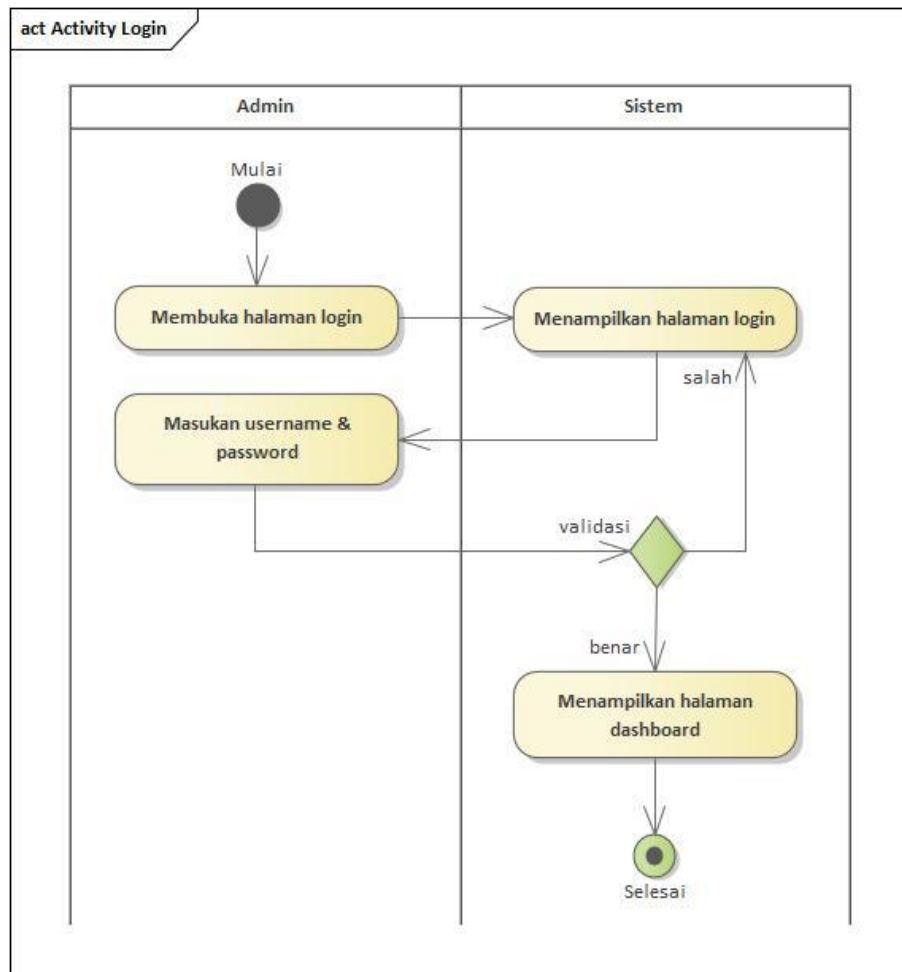 act Activity Login
Admin
Sistem
Mulai
Membuka halaman login
Menampilkan halaman login
salah
Masukan username &
password
validasi
benar
Menampilkan halaman
dashboard
Selesai